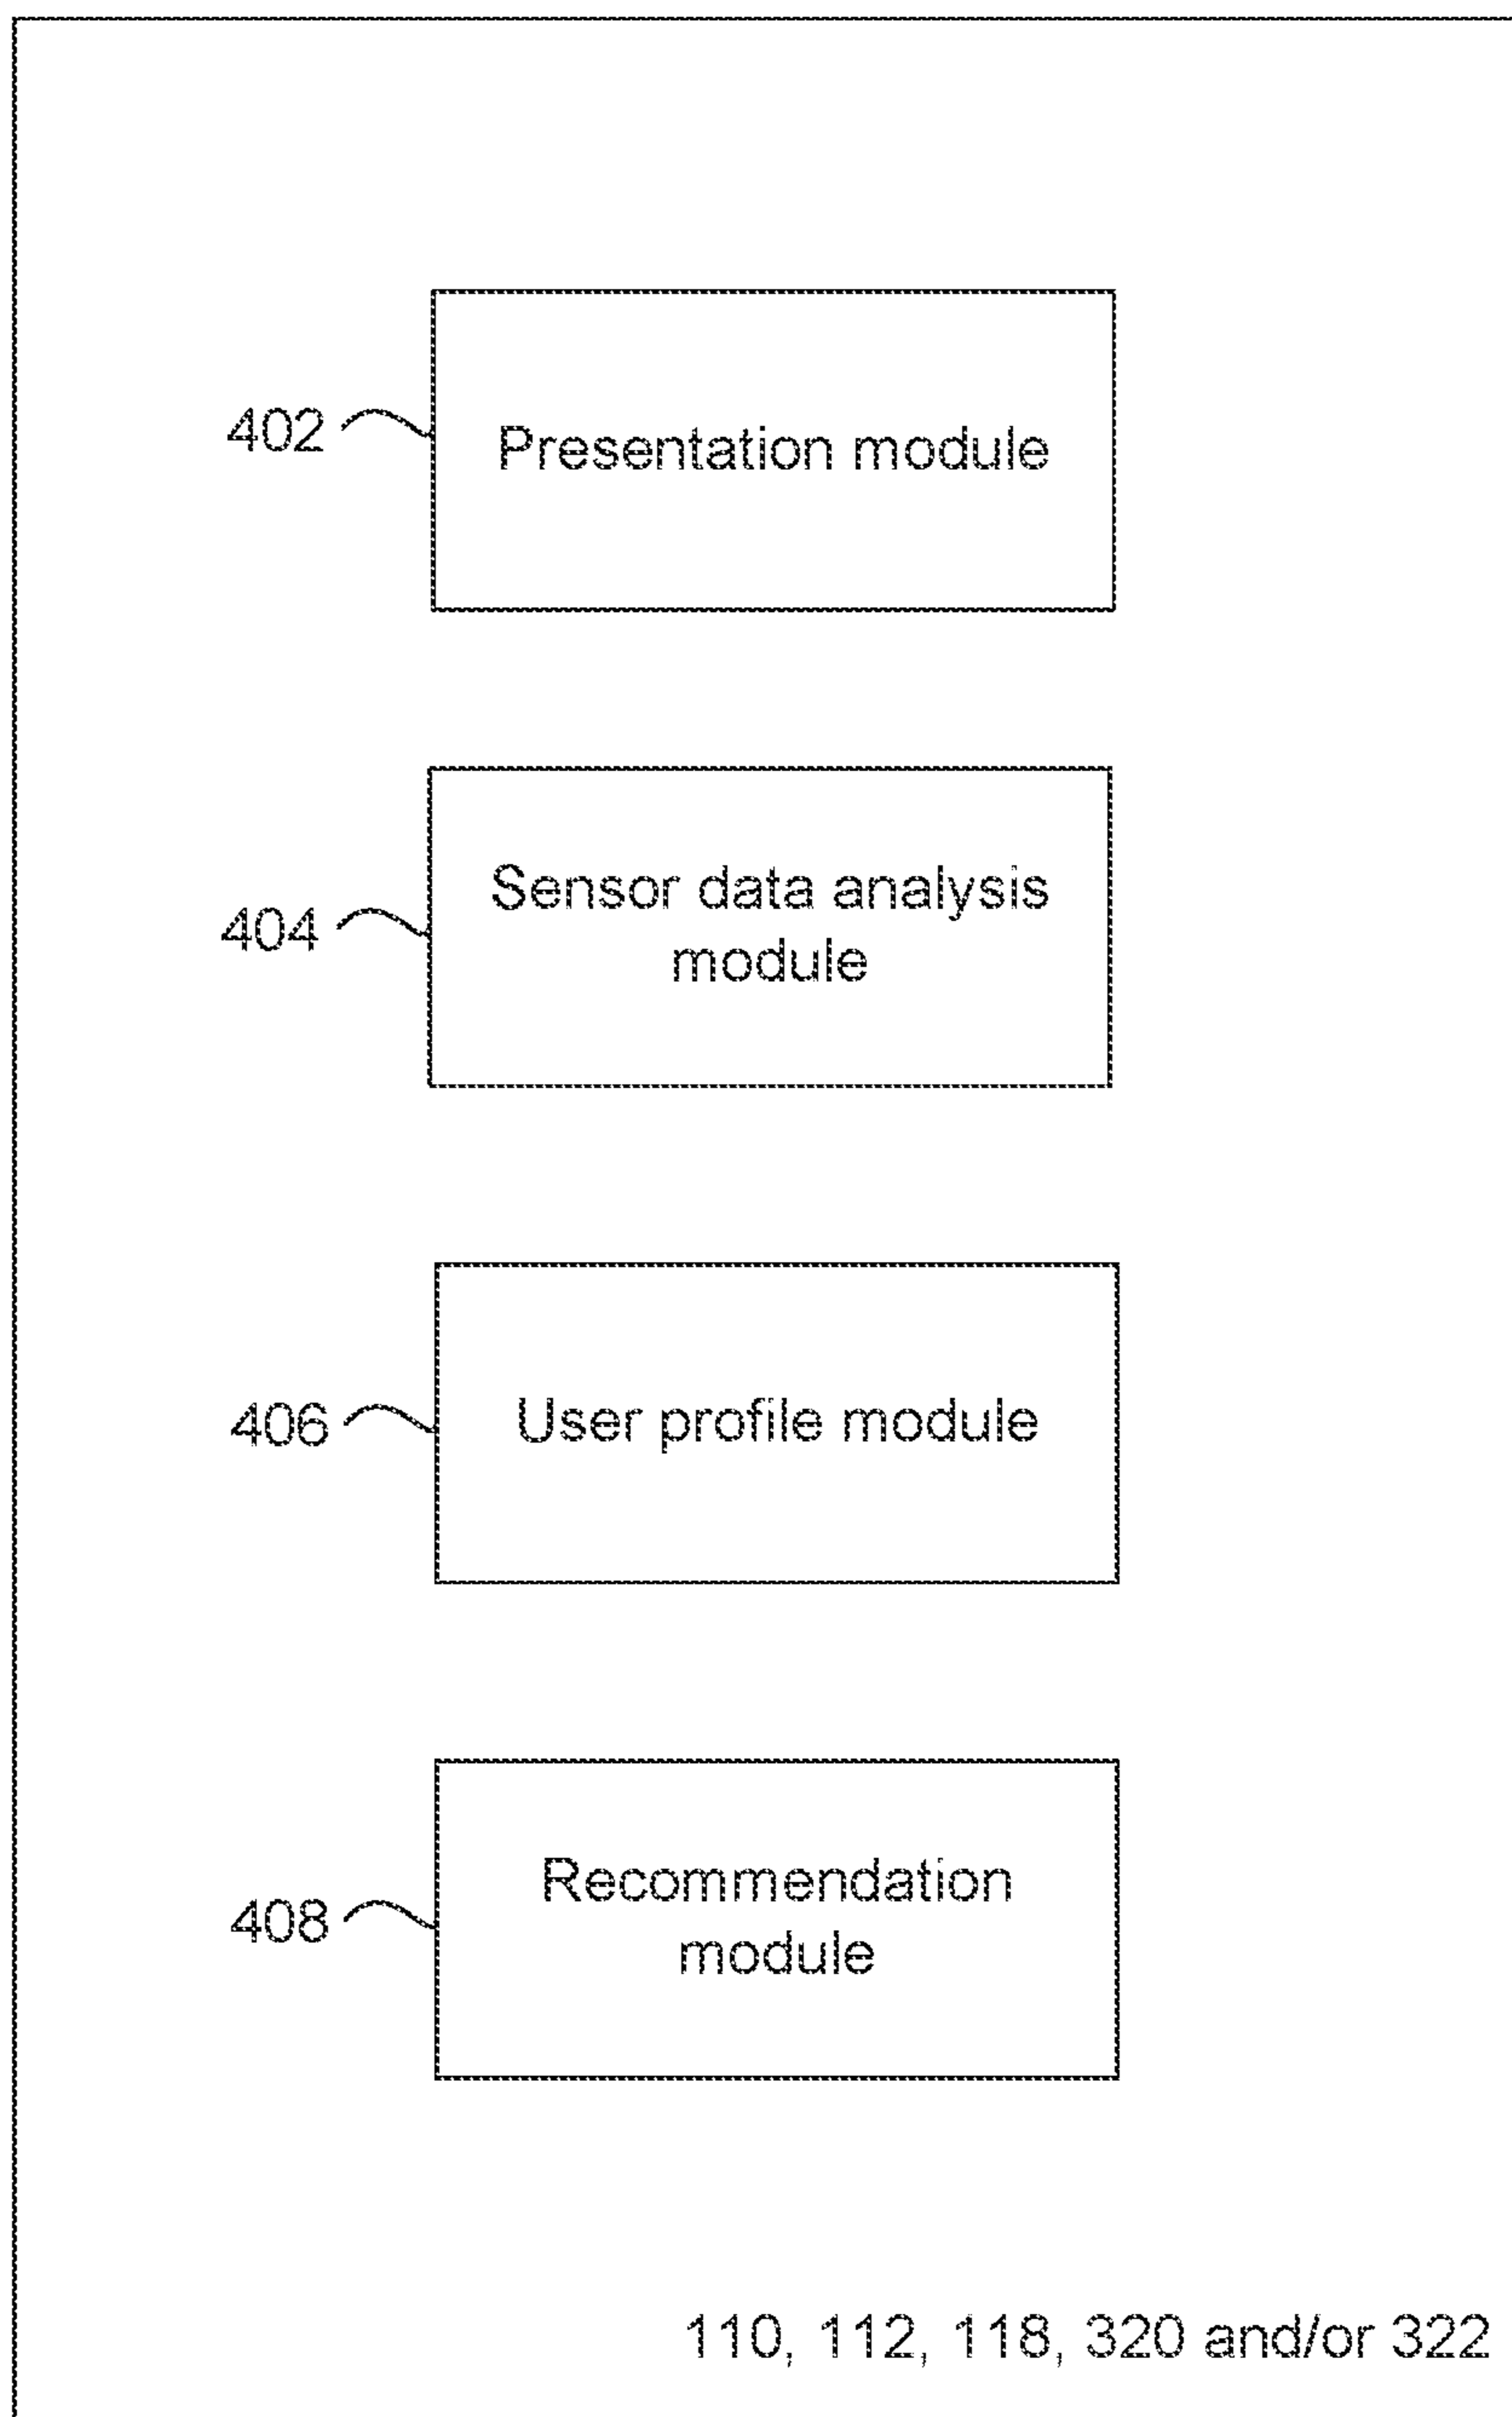 402
Presentation module
404
Sensor data analysis
module
406
User profile module
408
Recommendation
module
110, 112, 118, 320 and/or 322